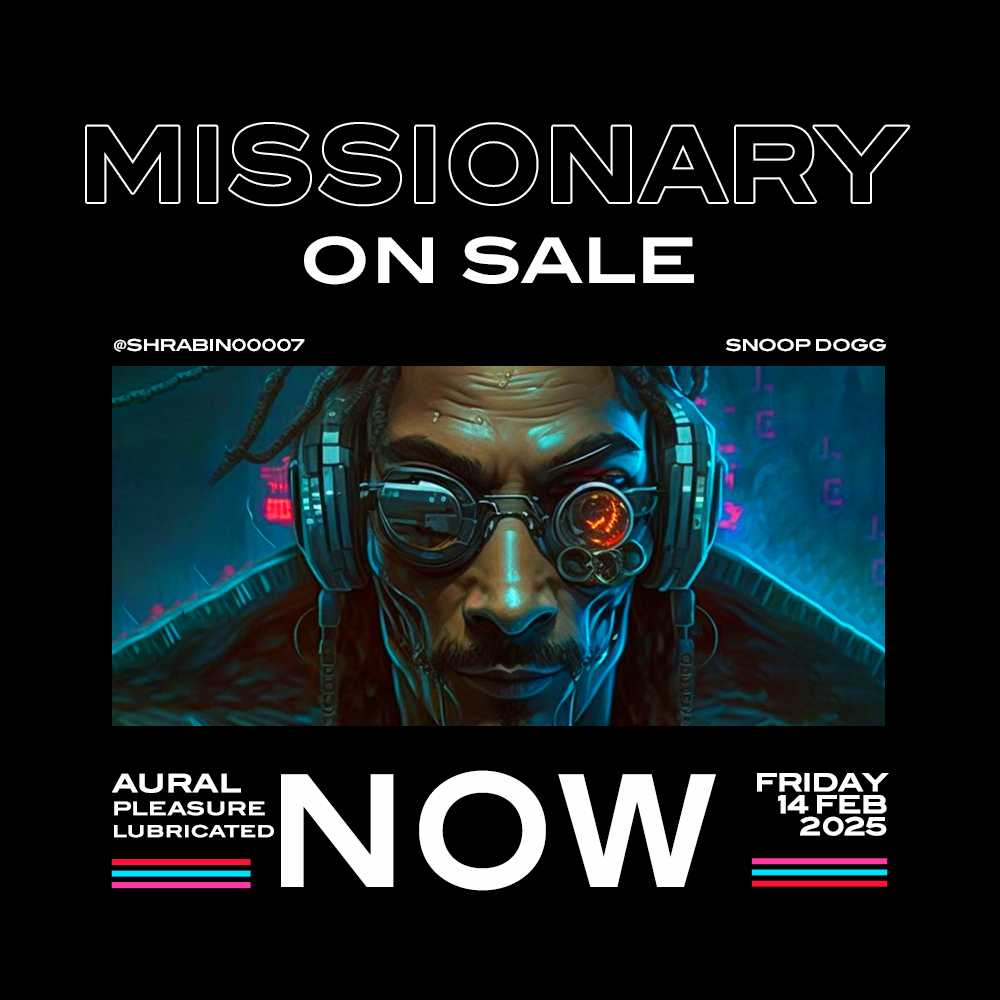 MISSIONARY
ON SALE
@SHRABIN00007
SNOOP DOGG
AURAL
PLEASURE
LUBRICATED
NOW
FRIDAY
14 FEB
2025